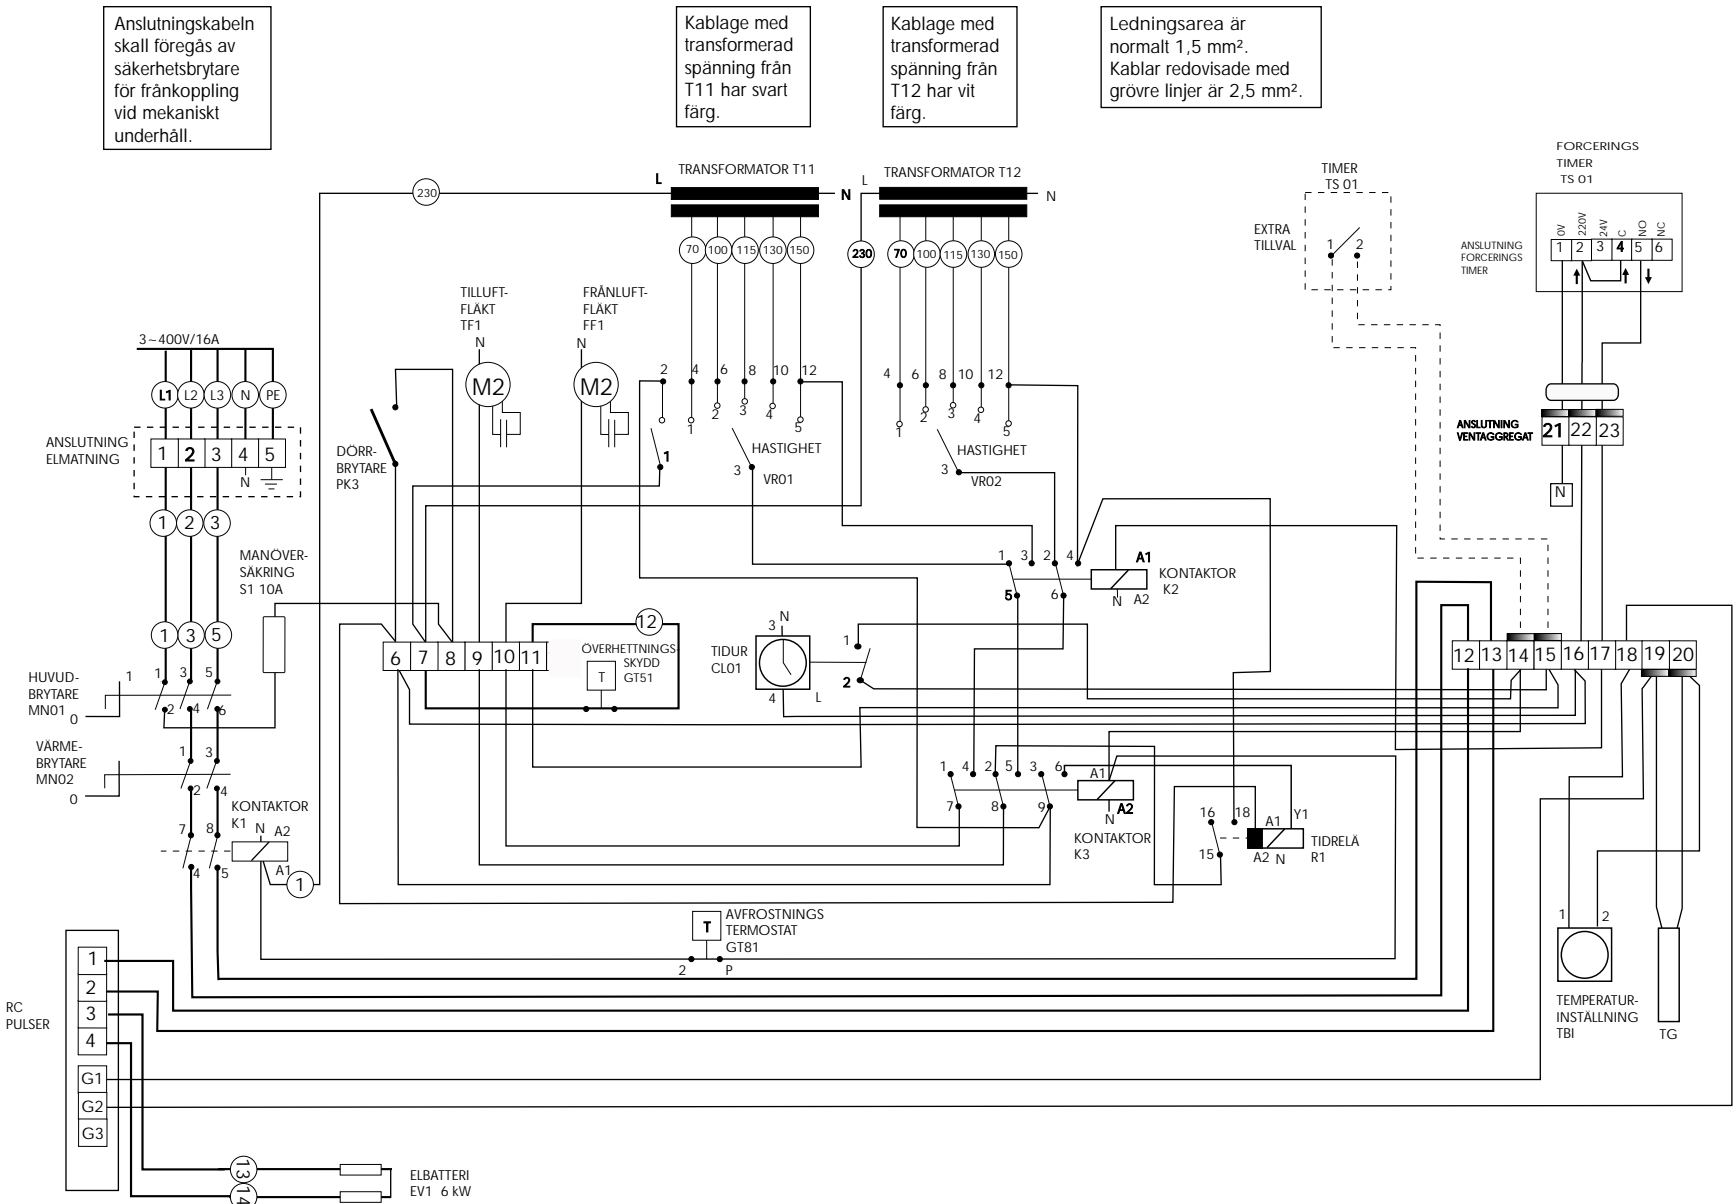 Anslutningskabeln
skall föregås av
säkerhetsbrytare
för frånkoppling
vid mekaniskt
underhåll.
Kablage med
transformerad
spänning från
T11 har svart
färg.
Kablage med
transformerad
spänning från
T12 har vit
färg.
Ledningsarea är
normalt 1,5 mm².
Kablar redovisade med
grövre linjer är 2,5 mm².
230
L TRANSFORMATOR T11
N
70 100 115 130 150
L TRANSFORMATOR T12
N
230 70 100 115 130 150
TIMER
TS 01
EXTRA
TILLVAL
1 2
FORCERINGS
TIMER
TS 01
ANSLUTNING
FORCERINGS
TIMER
0V 220V 24V C NO NC
1 2 3 4 5 6
TILLUFT-
FLÄKT
TF1
N
M2
FRÅNLUFT-
FLÄKT
FF1
N
M2
3~400V/16A
L1 L2 L3 N PE
ANSLUTNING
ELMATNING
1 2 3 4 5
N
1 2 3
DÖRR-
BRYTARE
PK3
2 4 6 8 10 12
1 2 3 4 5
1
HASTIGHET
3
VR01
4 6 8 10 12
1 2 3 4 5
HASTIGHET
3
VR02
ANSLUTNING
VENTAGGREGAT
21 22 23
N
MANÖVER-
SÄKRING
S1 10A
1 3 5
HUVUD-
BRYTARE
MN01
1
0
1 3 5
2 4 6
VÄRME-
BRYTARE
MN02
0
1 3
2 4
KONTAKTOR
K1
N A2
A1
7 8
4 5
1
6 7 8 9 10 11
12
ÖVERHETTNINGS-
SKYDD
GT51
T
TIDUR
CL01
3 N
4 L
1
2
1 3 2 4
5 6
A1
N A2
KONTAKTOR
K2
12 13 14 15 16 17 18 19 20
1 4 2 5 3 6
7 8 9
A1
A2
N
KONTAKTOR
K3
16 18
15
A1 Y1
A2 N
TIDRELÄ
R1
T
AVFROSTNINGS
TERMOSTAT
GT81
2 P
RC
PULSER
1
2
3
4
G1
G2
G3
13
14
ELBATTERI
EV1 6 kW
1 2
TEMPERATUR-
INSTÄLLNING
TBI
TG